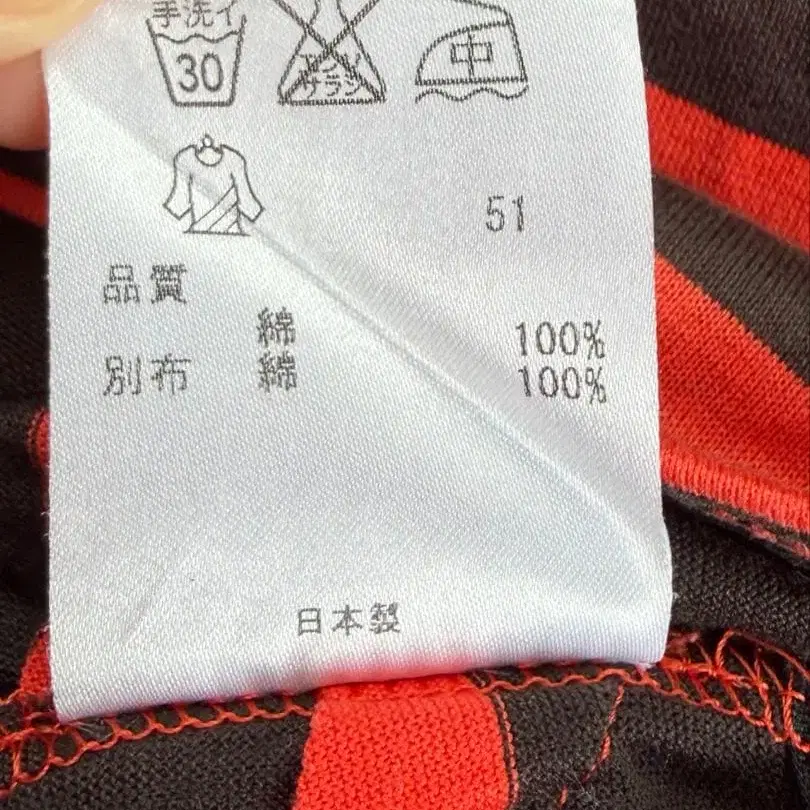 手洗イ
30
エンソ
サラシ
中
51
品質
綿 100%
別布 綿 100%
日本製